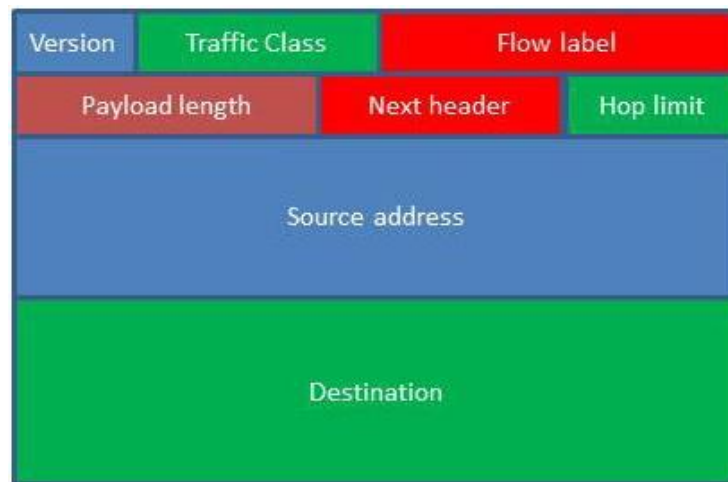 Version Traffic Class Flow label
Payload length Next header Hop limit
Source address
Destination